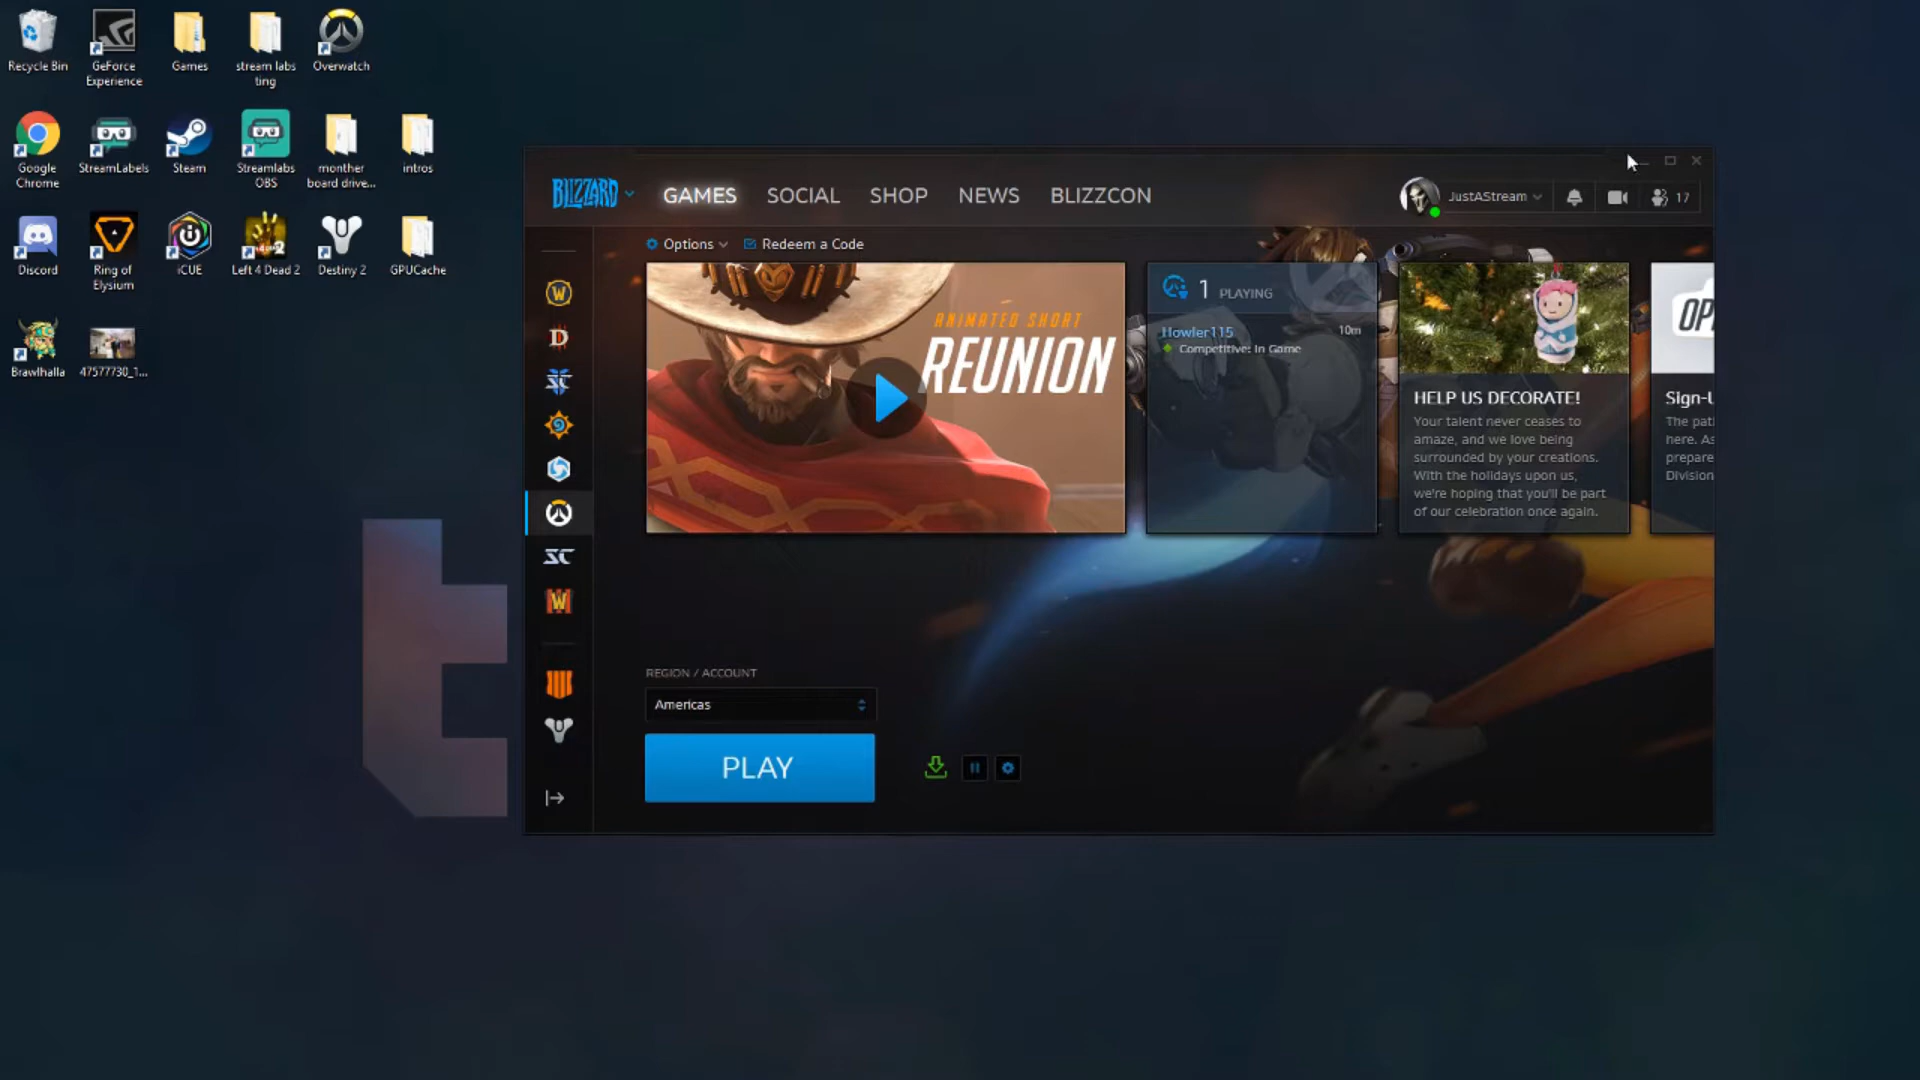 Recycle Bin
GeForce
Experience
Games
stream labs
ting
Overwatch
Google
Chrome
StreamLabels
Steam
Streamlabs
OBS
monther
board drive...
intros
Discord
Ring of
Elysium
iCUE
Left 4 Dead 2
Destiny 2
GPUCache
Brawlhalla
47577730_1...
BLIZZARD
GAMES
SOCIAL
SHOP
NEWS
BLIZZCON
JustAStream
17
Options
Redeem a Code
ANIMATED SHORT
REUNION
1 PLAYING
Howler115
10m
Competitive: In Game
HELP US DECORATE!
Your talent never ceases to
amaze, and we love being
surrounded by your creations.
With the holidays upon us,
we're hoping that you'll be part
of our celebration once again.
OP
Sign-U
The pat
here. As
prepare
Division
REGION / ACCOUNT
Americas
PLAY